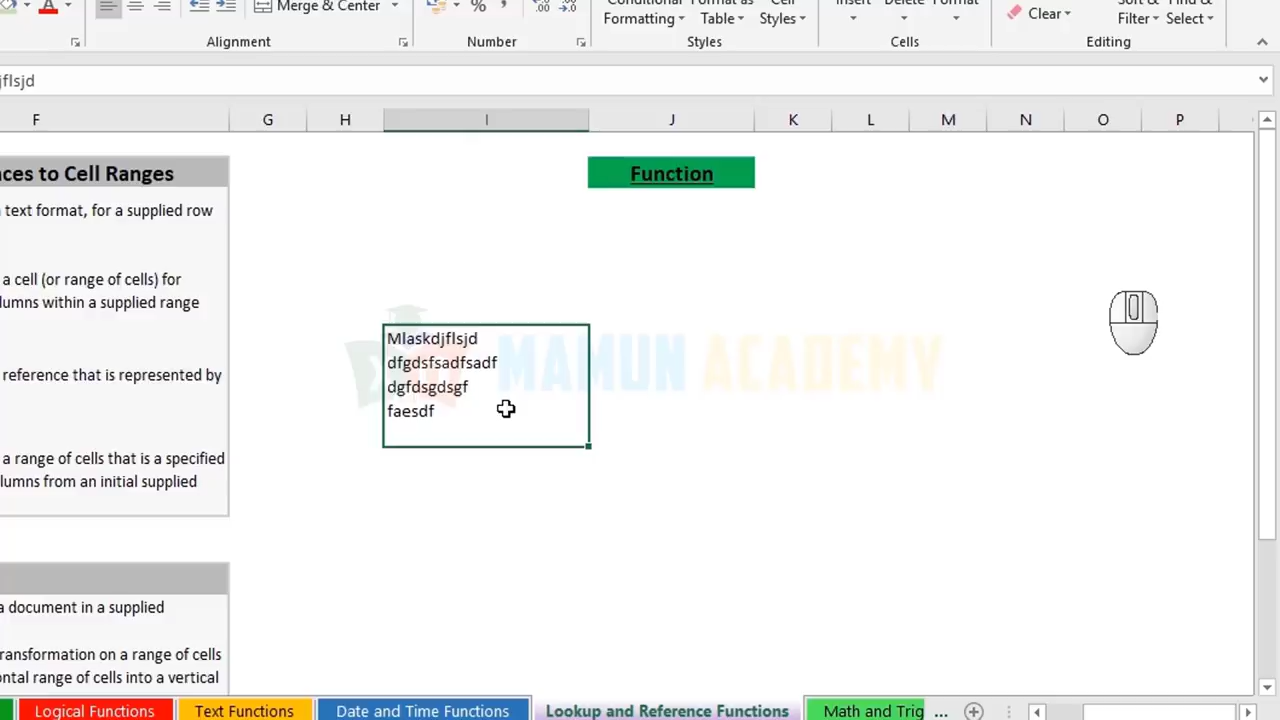 Merge & Center
%
Conditional
Formatting
Format as
Table
Cell
Styles
Insert
Delete
Format
Clear
Sort &
Filter
Find &
Select
Alignment
Number
Styles
Cells
Editing
jflsjd
F G H I J K L M N O P
nces to Cell Ranges
Function
text format, for a supplied row
a cell (or range of cells) for
lumns within a supplied range
reference that is represented by
a range of cells that is a specified
lumns from an initial supplied
Mlaskdjflsjd
dfgdsfsadfsadf
dgfdsgdsgf
faesdf
MAMUN ACADEMY
a document in a supplied
ransformation on a range of cells
ontal range of cells into a vertical
Logical Functions
Text Functions
Date and Time Functions
Lookup and Reference Functions
Math and Trig
...